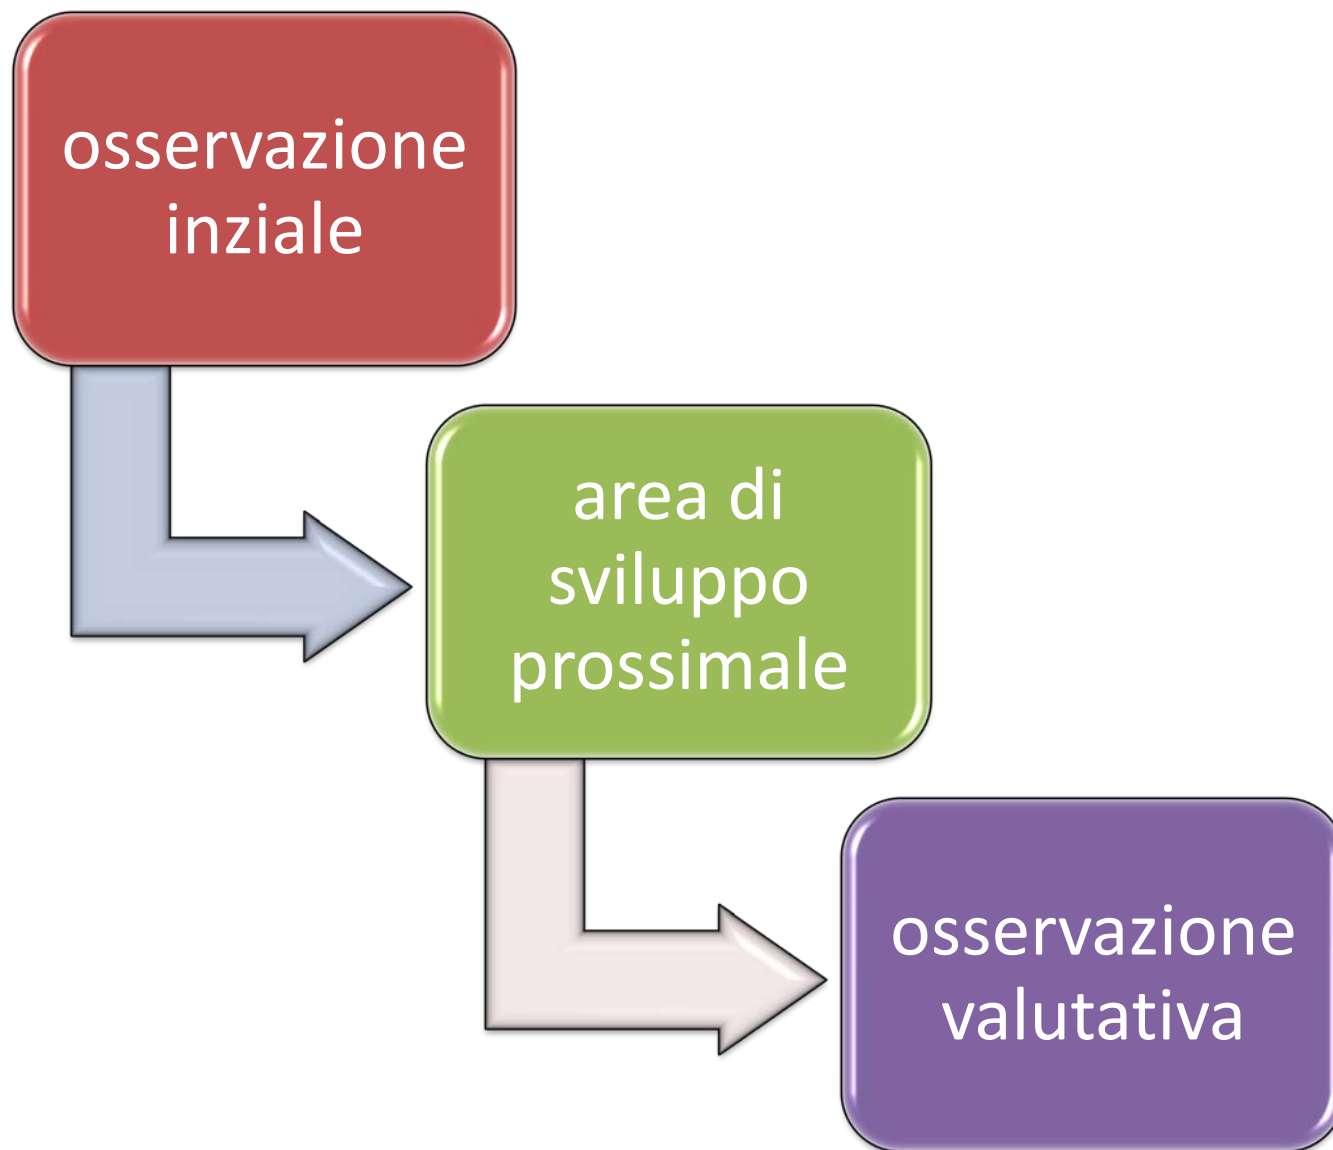 osservazione
inziale
area di
sviluppo
prossimale
osservazione
valutativa